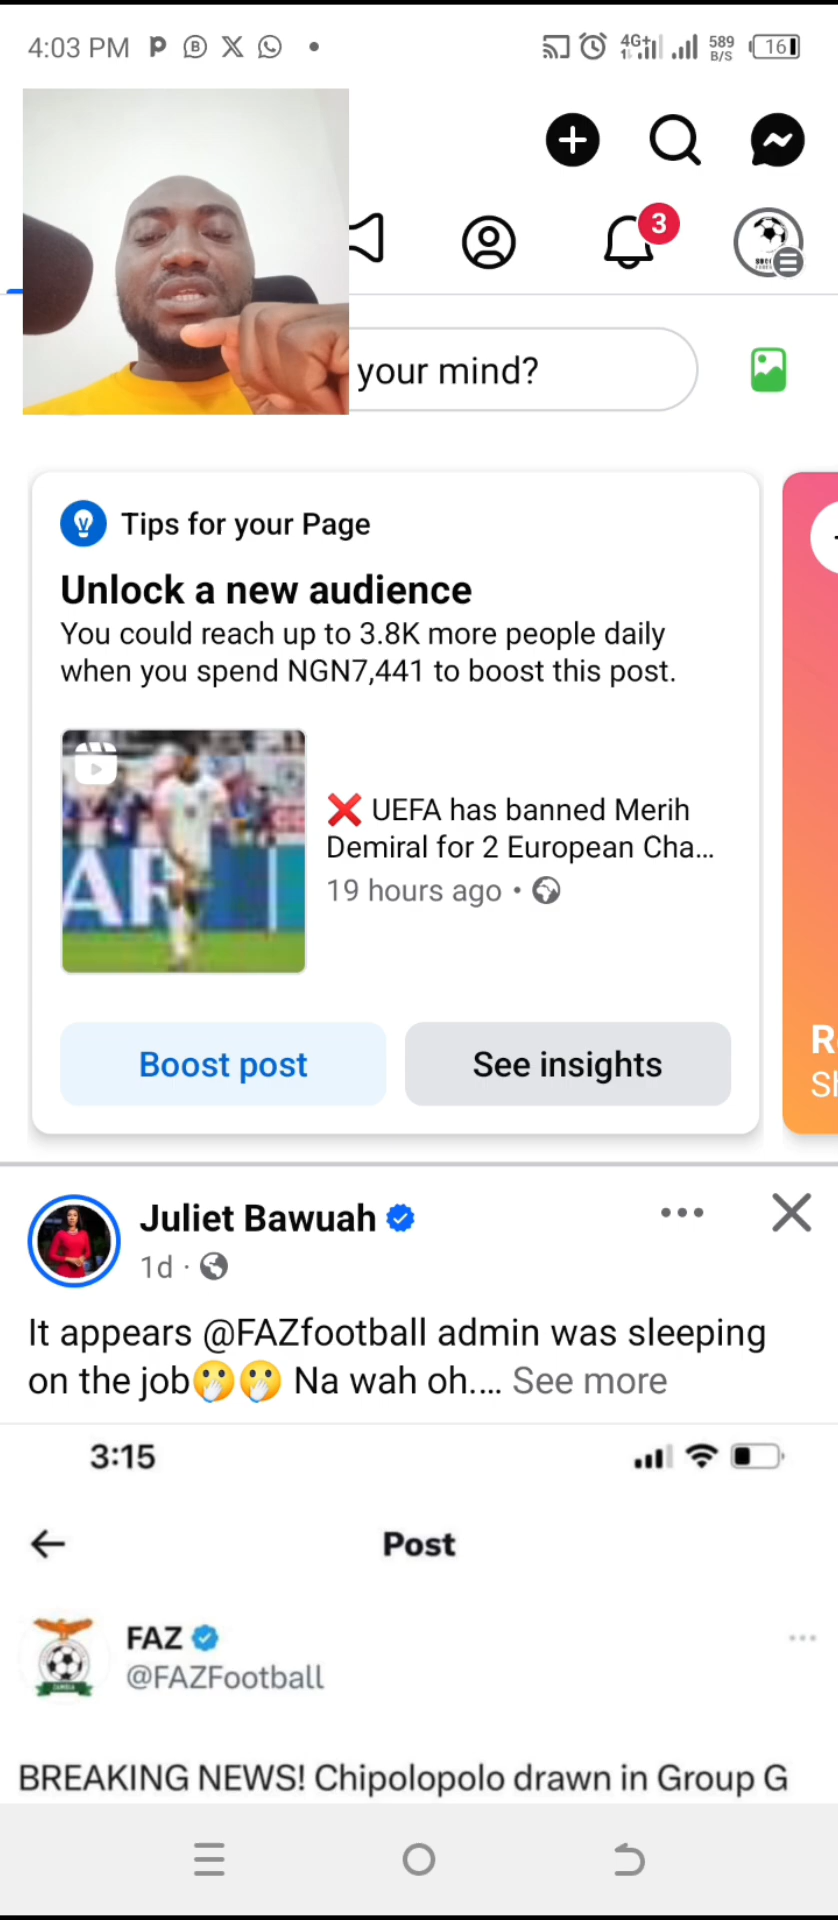 4:03 PM
4G+
589
B/S
16
3
your mind?
Tips for your Page
Unlock a new audience
You could reach up to 3.8K more people daily
when you spend NGN7,441 to boost this post.
❌ UEFA has banned Merih
Demiral for 2 European Cha...
19 hours ago •
Boost post
See insights
Juliet Bawuah
1d ·
It appears @FAZfootball admin was sleeping
on the job🫢🫢 Na wah oh.... See more
3:15
Post
FAZ
@FAZFootball
BREAKING NEWS! Chipolopolo drawn in Group G